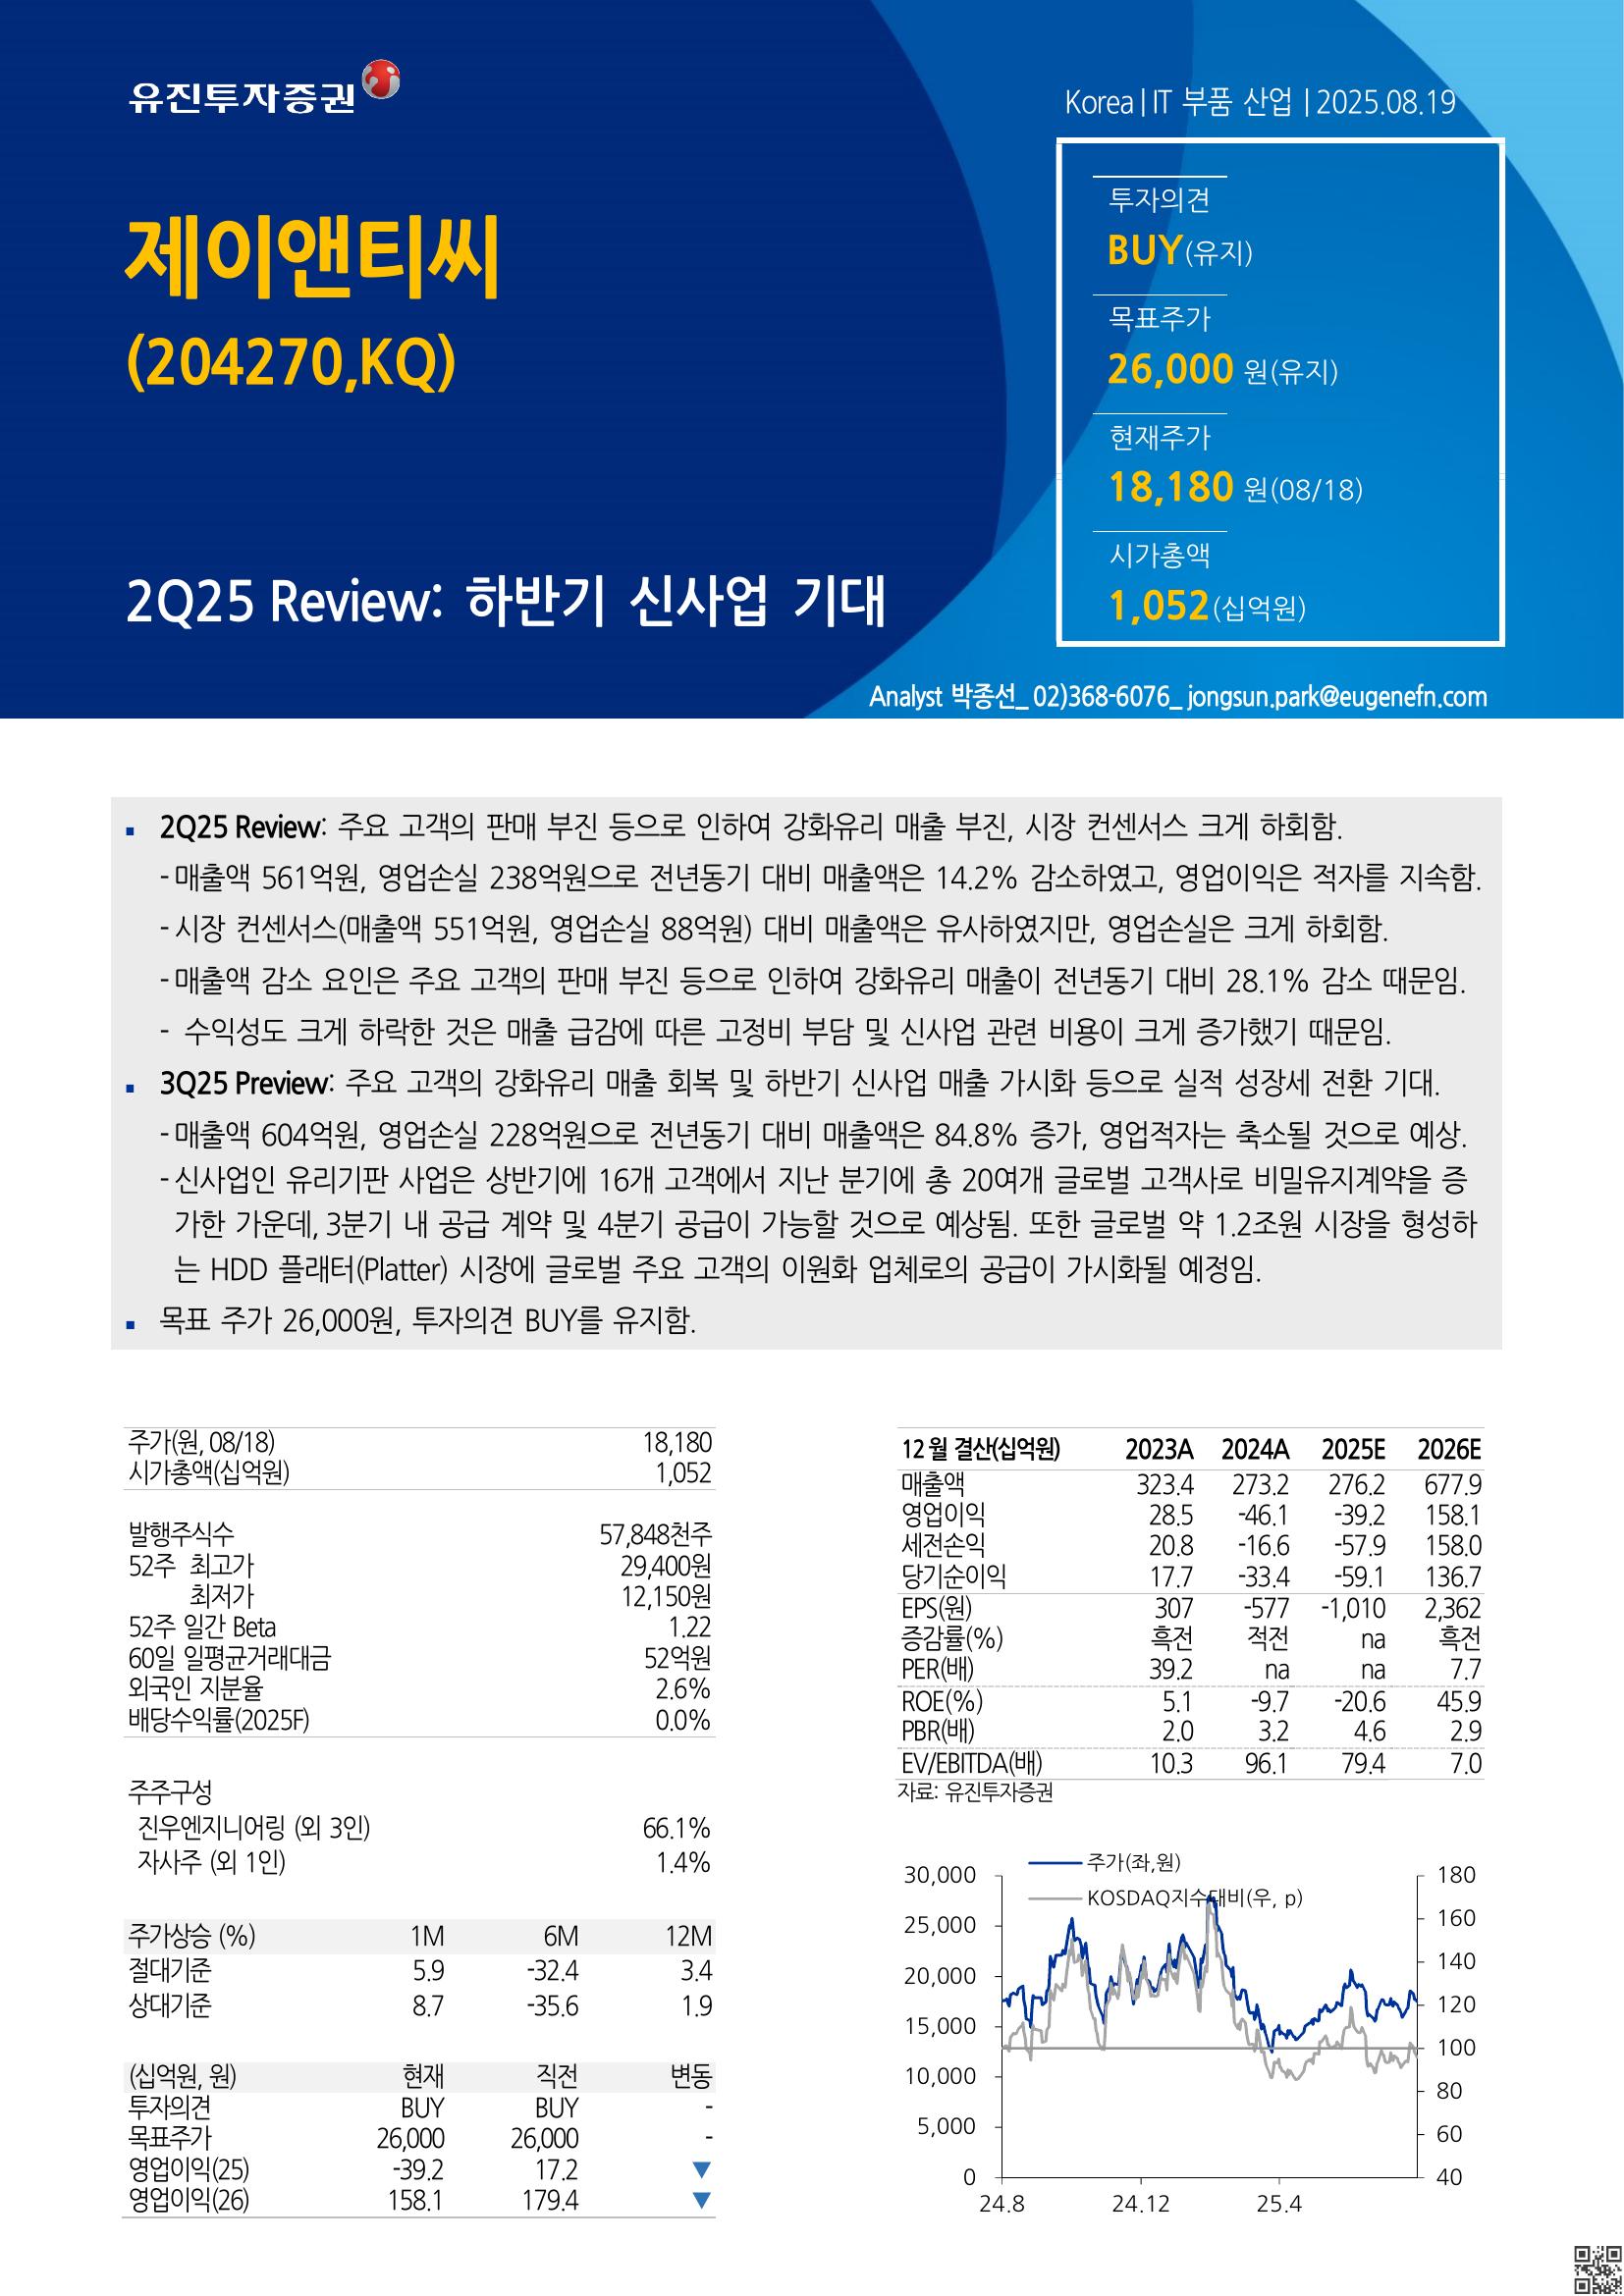 유진투자증권
Korea|IT 부품 산업 |2025.08.19
제이앤티씨
(204270,KQ)
2Q25 Review: 하반기 신사업 기대
투자의견
BUY(유지)
목표주가
26,000 원(유지)
현재주가
18,180 원(08/18)
시가총액
1,052(십억원)
Analyst 박종선_ 02)368-6076_ jongsun.park@eugenefn.com
▪ 2Q25 Review: 주요 고객의 판매 부진 등으로 인하여 강화유리 매출 부진, 시장 컨센서스 크게 하회함.
-매출액 561억원, 영업손실 238억원으로 전년동기 대비 매출액은 14.2% 감소하였고, 영업이익은 적자를 지속함.
-시장 컨센서스(매출액 551억원, 영업손실 88억원) 대비 매출액은 유사하였지만, 영업손실은 크게 하회함.
-매출액 감소 요인은 주요 고객의 판매 부진 등으로 인하여 강화유리 매출이 전년동기 대비 28.1% 감소 때문임.
- 수익성도 크게 하락한 것은 매출 급감에 따른 고정비 부담 및 신사업 관련 비용이 크게 증가했기 때문임.
▪ 3Q25 Preview: 주요 고객의 강화유리 매출 회복 및 하반기 신사업 매출 가시화 등으로 실적 성장세 전환 기대.
-매출액 604억원, 영업손실 228억원으로 전년동기 대비 매출액은 84.8% 증가, 영업적자는 축소될 것으로 예상.
-신사업인 유리기판 사업은 상반기에 16개 고객에서 지난 분기에 총 20여개 글로벌 고객사로 비밀유지계약을 증
가한 가운데, 3분기 내 공급 계약 및 4분기 공급이 가능할 것으로 예상됨. 또한 글로벌 약 1.2조원 시장을 형성하
는 HDD 플래터(Platter) 시장에 글로벌 주요 고객의 이원화 업체로의 공급이 가시화될 예정임.
▪ 목표 주가 26,000원, 투자의견 BUY를 유지함.
주가(원, 08/18) 18,180
시가총액(십억원) 1,052
발행주식수 57,848천주
52주 최고가 29,400원
최저가 12,150원
52주 일간 Beta 1.22
60일 일평균거래대금 52억원
외국인 지분율 2.6%
배당수익률(2025F) 0.0%
주주구성
진우엔지니어링 (외 3인) 66.1%
자사주 (외 1인) 1.4%
주가상승 (%) 1M 6M 12M
절대기준 5.9 -32.4 3.4
상대기준 8.7 -35.6 1.9
(십억원, 원) 현재 직전 변동
투자의견 BUY BUY -
목표주가 26,000 26,000 -
영업이익(25) -39.2 17.2 ▼
영업이익(26) 158.1 179.4 ▼
12월 결산(십억원) 2023A 2024A 2025E 2026E
매출액 323.4 273.2 276.2 677.9
영업이익 28.5 -46.1 -39.2 158.1
세전손익 20.8 -16.6 -57.9 158.0
당기순이익 17.7 -33.4 -59.1 136.7
EPS(원) 307 -577 -1,010 2,362
증감률(%) 흑전 적전 na 흑전
PER(배) 39.2 na na 7.7
ROE(%) 5.1 -9.7 -20.6 45.9
PBR(배) 2.0 3.2 4.6 2.9
EV/EBITDA(배) 10.3 96.1 79.4 7.0
자료: 유진투자증권
주가(좌,원)
KOSDAQ지수대비(우, p)
30,000 180
25,000 160
20,000 140
15,000 120
10,000 100
5,000 80
0 60
40
24.8 24.12 25.4